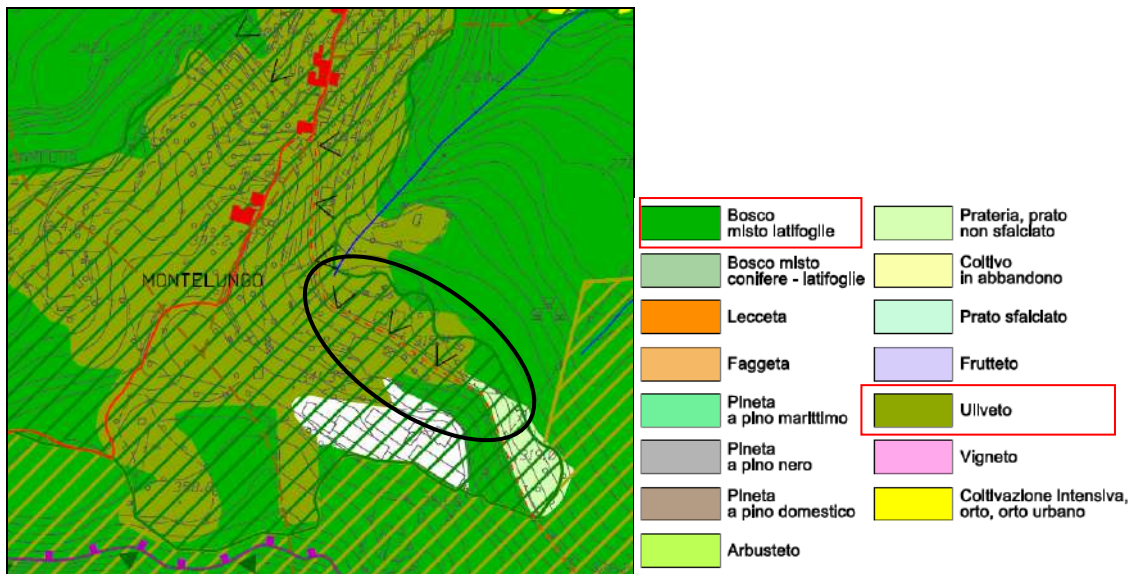 MONTELUNGO
Bosco
misto latifoglie
Bosco misto
conifere - latifoglie
Lecceta
Faggeta
Pineta
a pino marittimo
Pineta
a pino nero
Pineta
a pino domestico
Arbusteto
Prateria, prato
non sfalciato
Coltivo
in abbandono
Prato sfalciato
Frutteto
Uliveto
Vigneto
Coltivazione intensiva,
orto, orto urbano